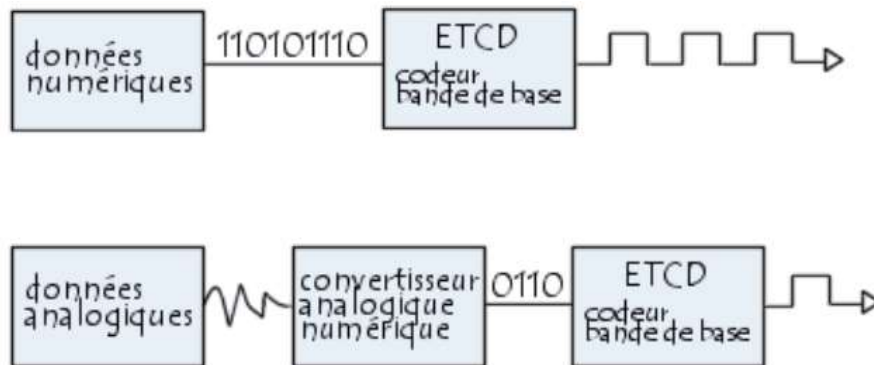 données
numériques
110101110
ETCD
codeur
bande de base
données
analogiques
convertisseur
analogique
numérique
0110
ETCD
codeur
bande de base